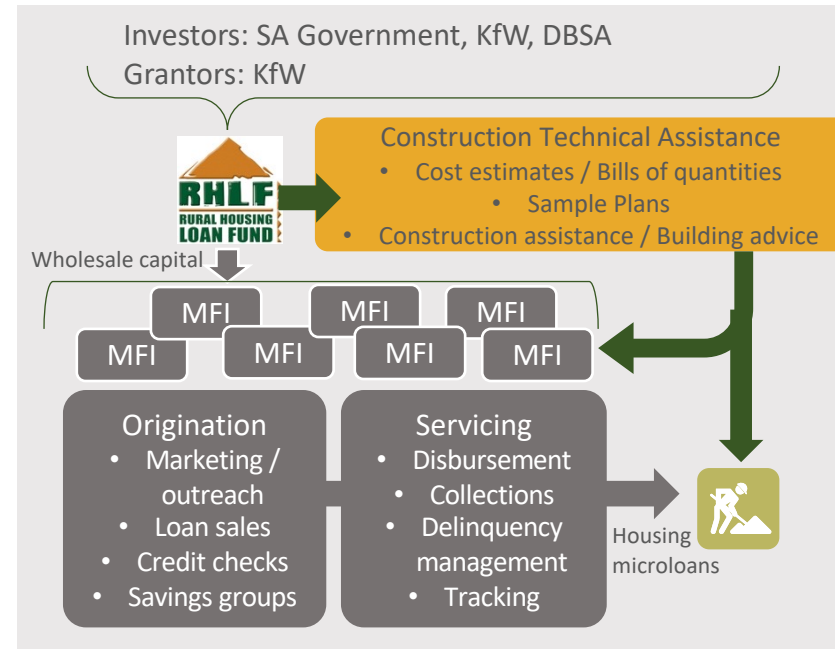 Investors: SA Government, KfW, DBSA
Grantors: KfW
RHLF
RURAL HOUSING
LOAN FUND
Construction Technical Assistance
• Cost estimates / Bills of quantities
• Sample Plans
• Construction assistance / Building advice
Wholesale capital
MFI
MFI
MFI
MFI
MFI
MFI
MFI
Origination
• Marketing /
outreach
• Loan sales
• Credit checks
• Savings groups
Servicing
• Disbursement
• Collections
• Delinquency
management
• Tracking
Housing
microloans